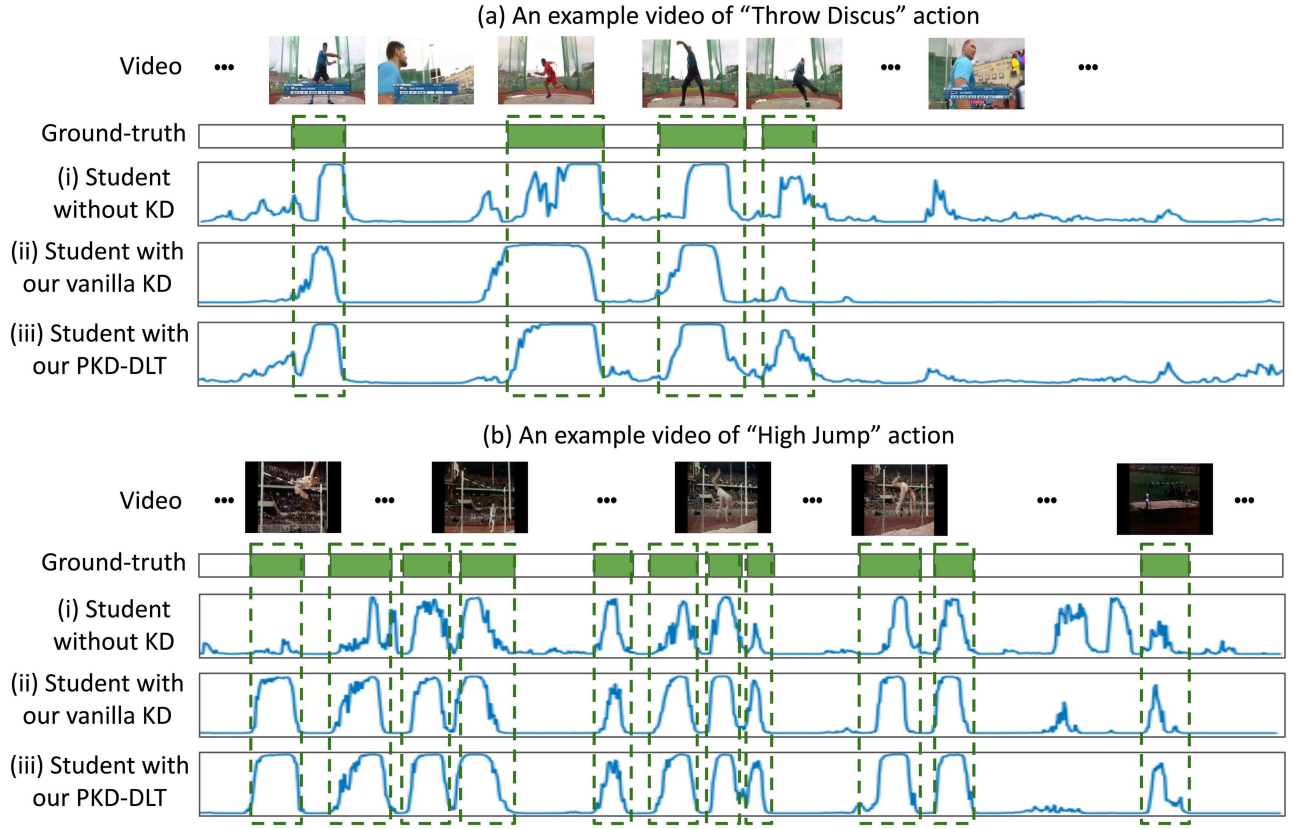 (a) An example video of “Throw Discus” action
Video ••• ••• •••
Ground-truth
(i) Student
without KD
(ii) Student with
our vanilla KD
(iii) Student with
our PKD-DLT
(b) An example video of “High Jump” action
Video ••• ••• ••• ••• ••• •••
Ground-truth
(i) Student
without KD
(ii) Student with
our vanilla KD
(iii) Student with
our PKD-DLT